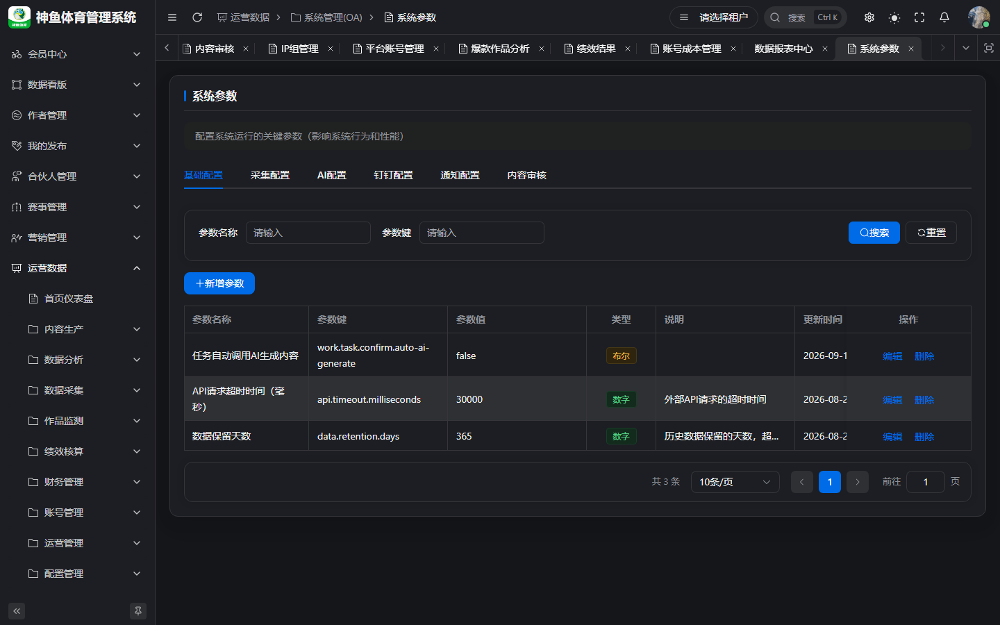 神鱼体育管理系统
运营数据
系统管理(OA)
系统参数
请选择租户
搜索
Ctrl K
内容审核
IP组管理
平台账号管理
爆款作品分析
绩效结果
账号成本管理
数据报表中心
系统参数
会员中心
数据看版
作者管理
我的发布
合伙人管理
赛事管理
营销管理
运营数据
首页仪表盘
内容生产
数据分析
数据采集
作品监测
绩效核算
财务管理
账号管理
运营管理
配置管理
系统参数
配置系统运行的关键参数（影响系统行为和性能）
基础配置
采集配置
AI配置
钉钉配置
通知配置
内容审核
参数名称
请输入
参数键
请输入
搜索
重置
新增参数
参数名称
参数键
参数值
类型
说明
更新时间
操作
任务自动调用AI生成内容
work.task.confirm.auto-ai-
generate
false
布尔
2026-09-1
编辑
删除
API请求超时时间（毫
秒）
api.timeout.milliseconds
30000
数字
外部API请求的超时时间
2026-08-2
编辑
删除
数据保留天数
data.retention.days
365
数字
历史数据保留的天数，超...
2026-08-2
编辑
删除
共 3 条
10条/页
1
前往
1
页